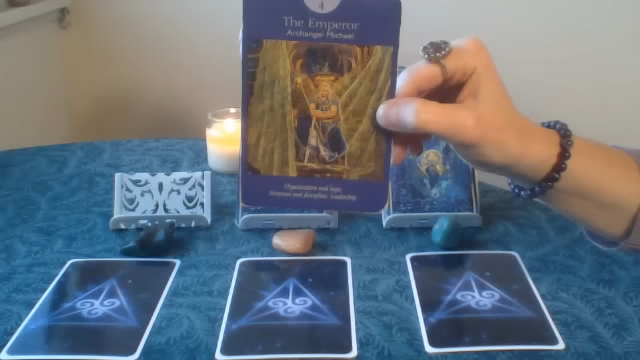 4
The Emperor
Archangel Michael
Organization and logic
Structure and discipline. Leadership